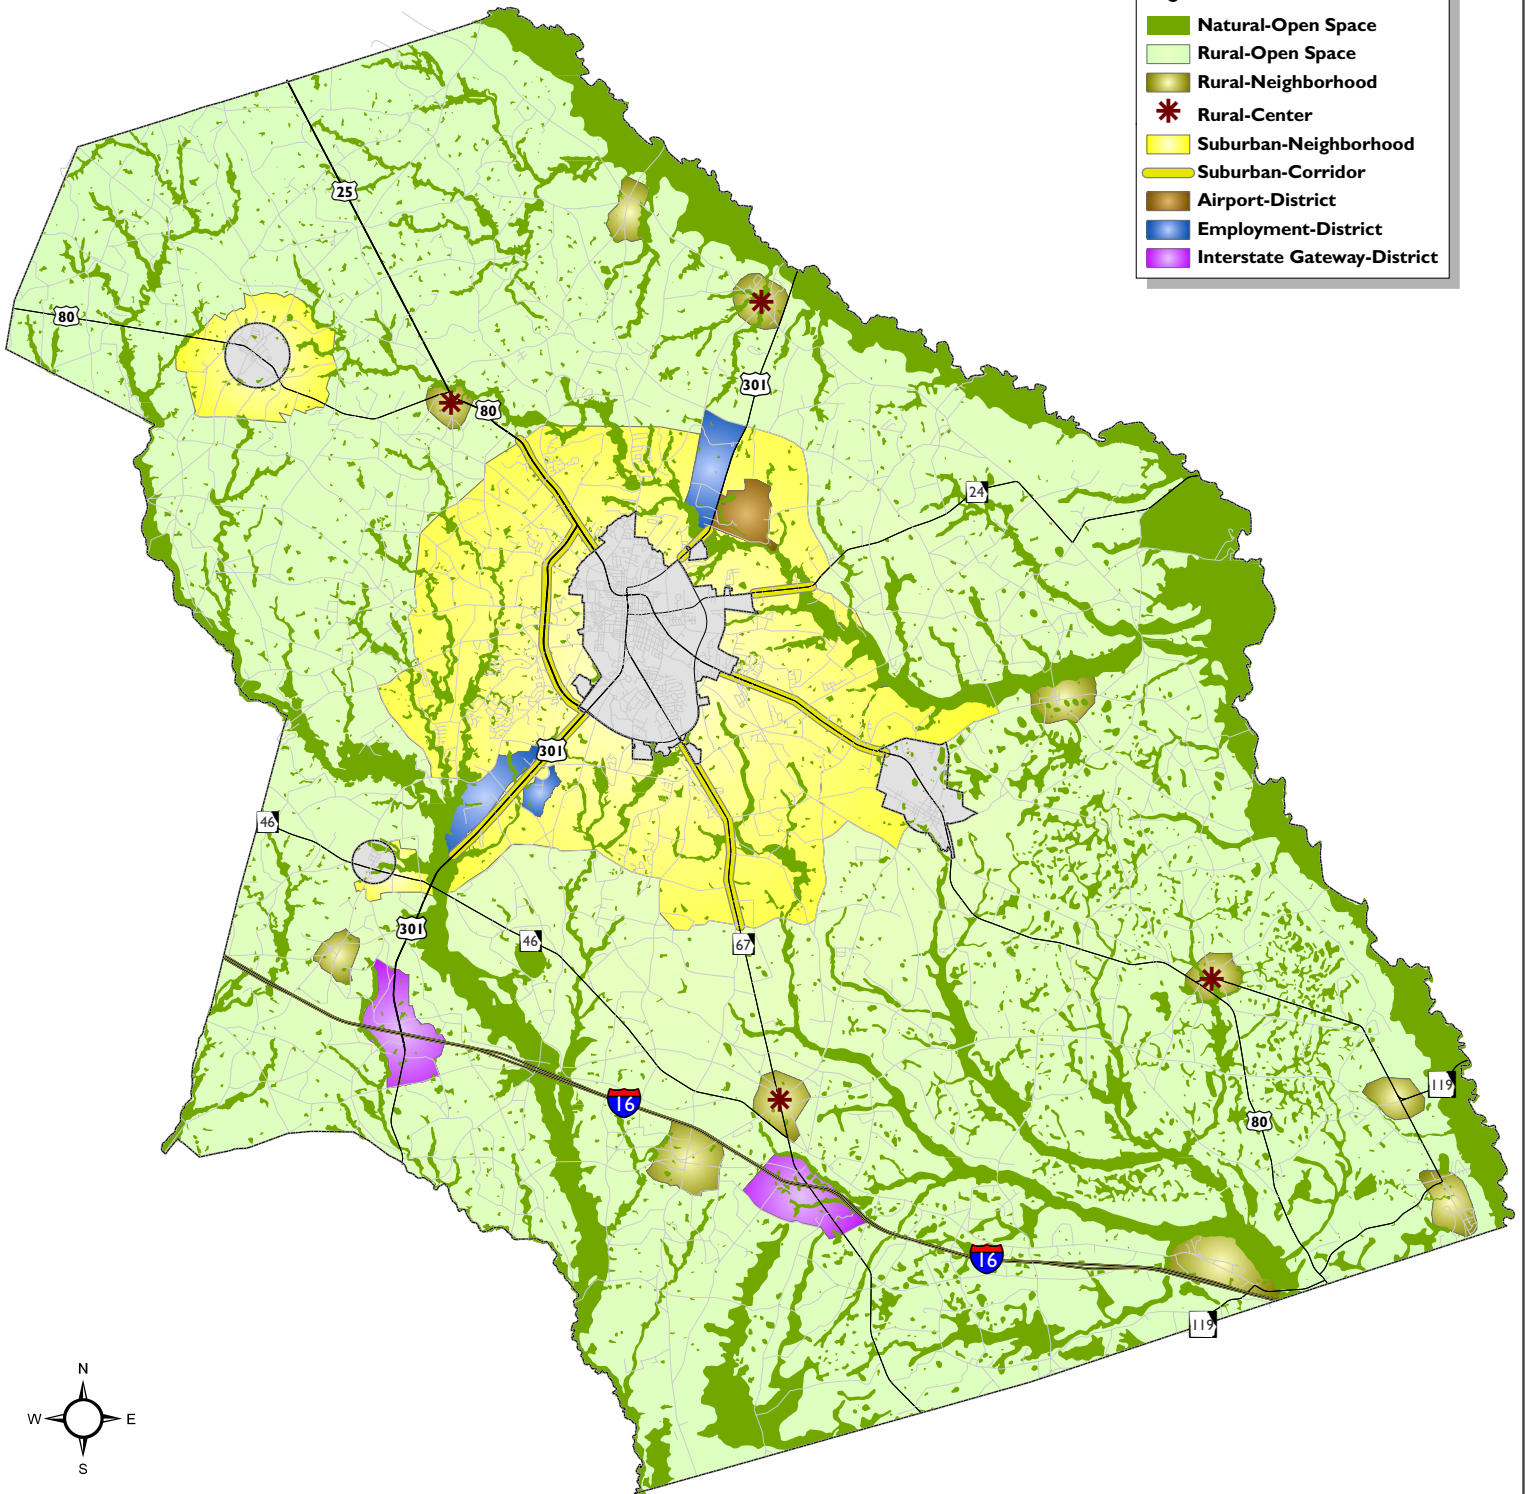 Natural-Open Space
Rural-Open Space
Rural-Neighborhood
Rural-Center
Suburban-Neighborhood
Suburban-Corridor
Airport-District
Employment-District
Interstate Gateway-District
25
80
80
301
24
301
46
301
46
67
119
80
16
16
119
N
W E
S